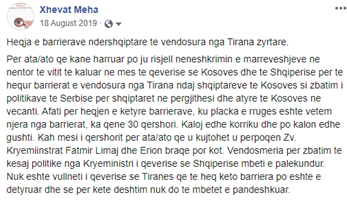 Xhevat Meha
18 August 2019 ·
Heqja e barrierave ndershqiptare te vendosura nga Tirana zyrtare.
Per ata/ato qe kane harruar po ju risjell neneshkrimin e marreveshjeve ne
nentor te vitit te kaluar ne mes te qeverise se Kosoves dhe te Shqiperise per te
hequr barrierat e vendosura nga Tirana ndaj shqiptareve te Kosoves si zbatim i
politikave te Serbise per shqiptaret ne pergjithesi dhe atyre te Kosoves ne
vecanti. Afati per heqjen e ketyre barrierave, ku placka e rruges eshte vetem
njera nga barrierat, ka qene 30 qershori. Kaloj edhe korriku dhe po kalon edhe
gushti. Kah mesi i qershorit per ata/ato qe u kujtohet u perpoqen Zv.
Kryemiinstrat Fatmir Limaj dhe Erion braqe por kot. Vendosmeria per zbatim te
kesaj politike nga Kryeministri i qeverise se Shqiperise mbeti e palekundur.
Nuk eshte vullneti i qeverise se Tiranes qe te heq keto barriera po eshte e
detyruar dhe se per kete deshtim nuk do te mbetet e pandeshkuar.